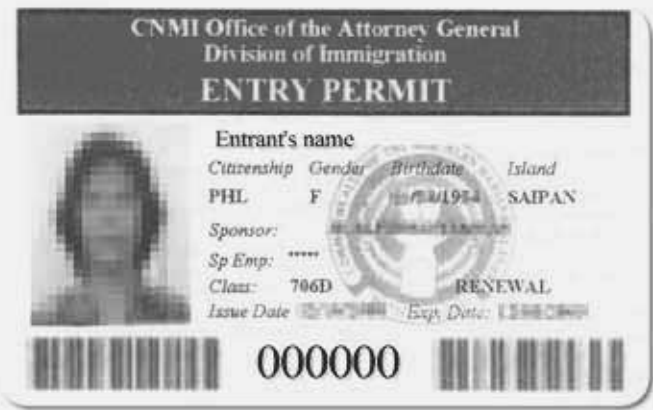 CNMI Office of the Attorney General
Division of Immigration
ENTRY PERMIT
Entrant's name
Citizenship Gender Birthdate Island
PHL F SAIPAN
Sponsor:
Sp Emp: *****
Class: 706D RENEWAL
Issue Date Exp. Date:
000000